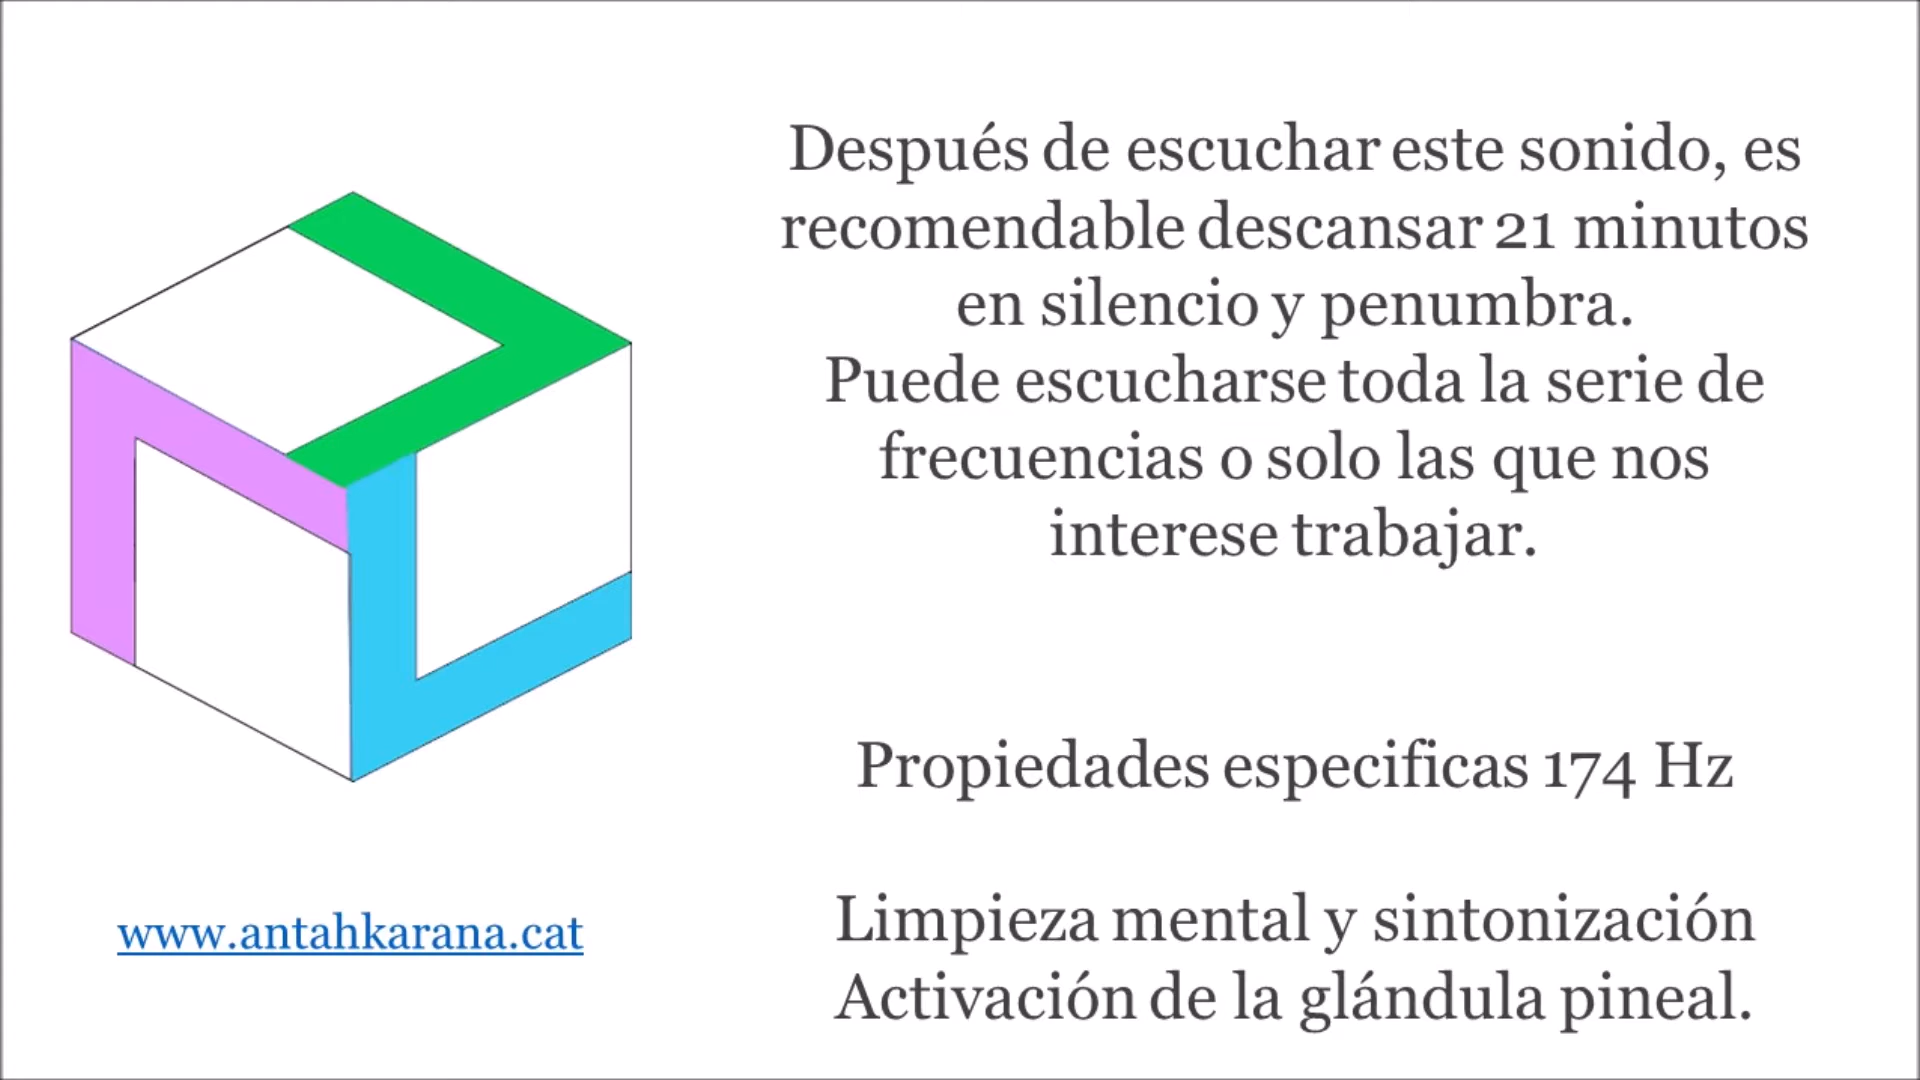 Después de escuchar este sonido, es
recomendable descansar 21 minutos
en silencio y penumbra.
Puede escucharse toda la serie de
frecuencias o solo las que nos
interese trabajar.
Propiedades especificas 174 Hz
Limpieza mental y sintonización
Activación de la glándula pineal.
www.antahkarana.cat